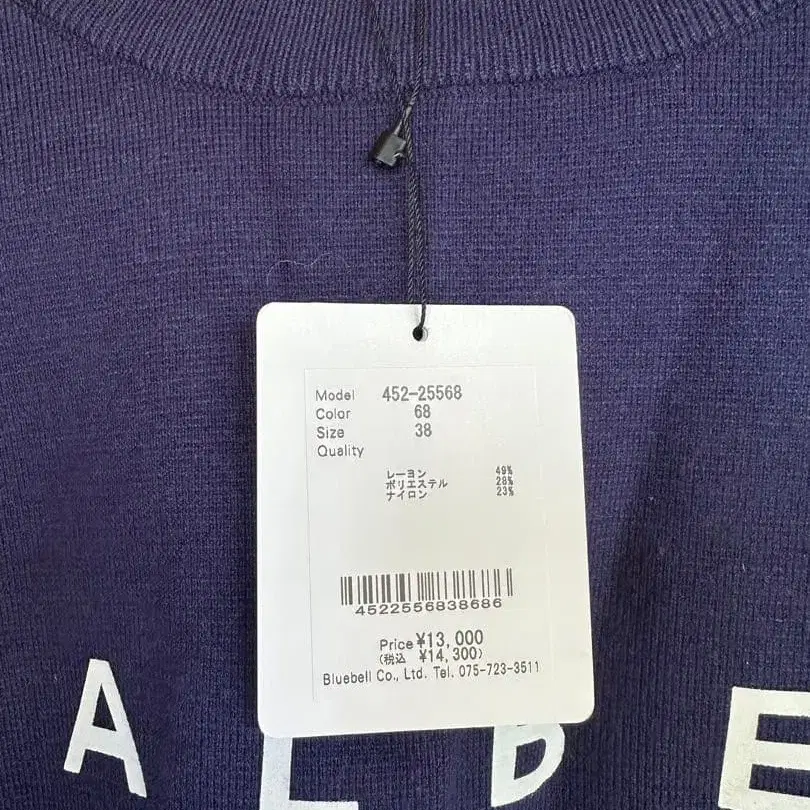 Model 452-25568
Color 68
Size 38
Quality
レーヨン 49%
ポリエステル 28%
ナイロン 23%
4522556838686
Price ¥13,000
(税込 ¥14,300)
Bluebell Co., Ltd. Tel. 075-723-3511
A L B E